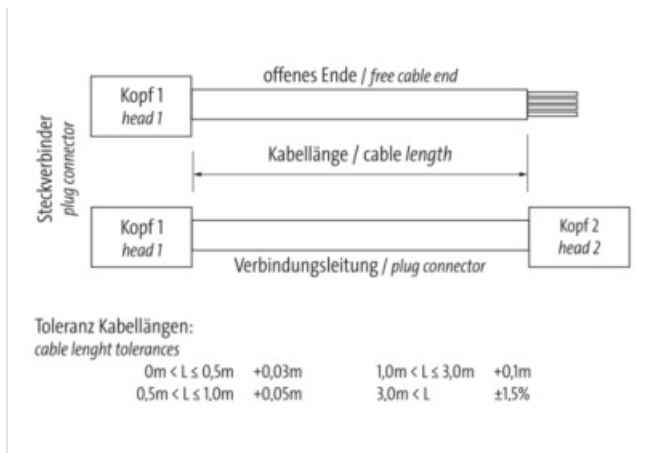 offenes Ende / free cable end
Kopf 1
head 1
Steckverbinder
plug connector
Kabellänge / cable length
Kopf 1
head 1
Kopf 2
head 2
Verbindungsleitung / plug connector
Toleranz Kabellängen:
cable lenght tolerances
0m < L ≤ 0,5m +0,03m 1,0m < L ≤ 3,0m +0,1m
0,5m < L ≤ 1,0m +0,05m 3,0m < L ±1,5%